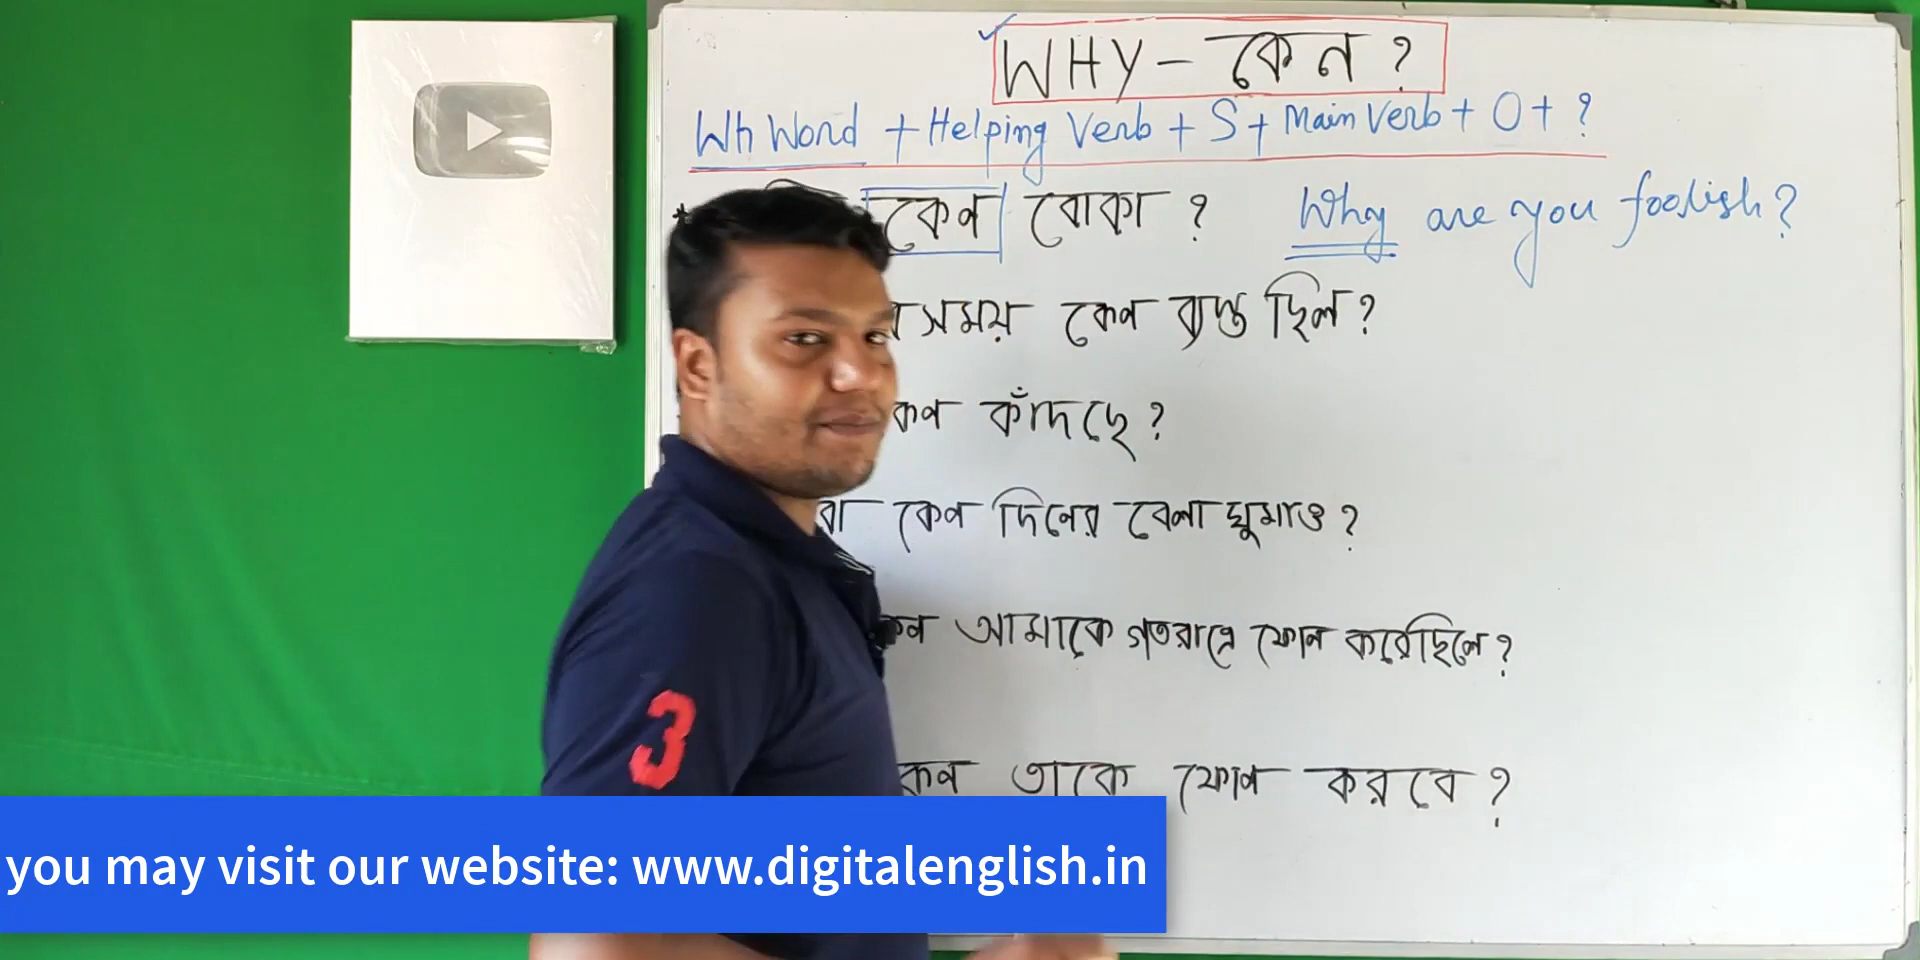 WHY - কেন ?
Wh Word + Helping Verb + S + Main Verb + O + ?
* কেন বোকা ? Why are you foolish?
সময় কেন ব্যস্ত ছিল ?
কাঁদছে ?
কেন দিনের বেলা ঘুমাও ?
আমাকে গতরাত্রে ফোন করেছিলে ?
তাকে ফোন করবে ?
3
you may visit our website: www.digitalenglish.in